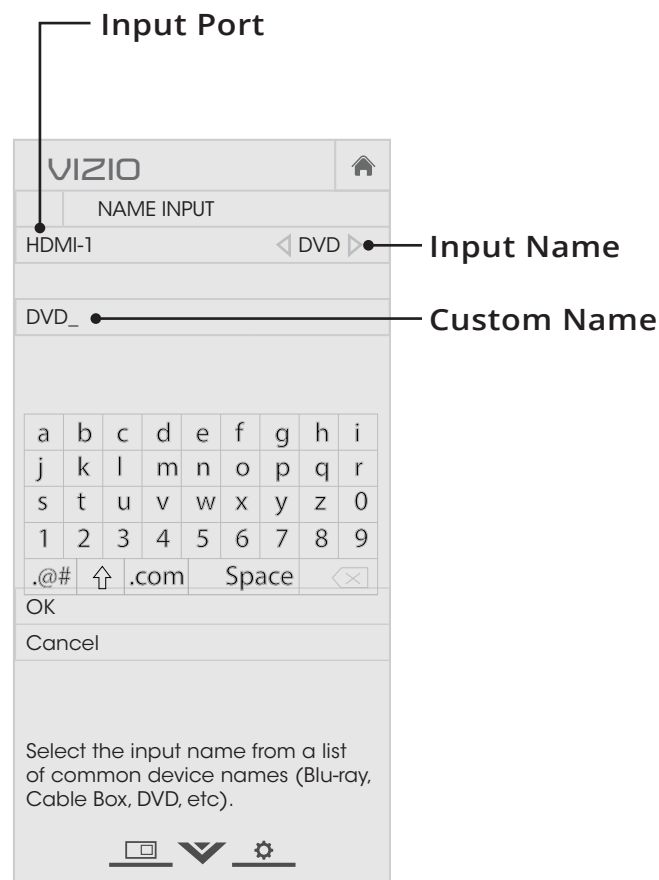 Input Port
VIZIO
NAME INPUT
HDMI-1 DVD Input Name
DVD_ Custom Name
a b c d e f g h i
j k l m n o p q r
s t u v w x y z 0
1 2 3 4 5 6 7 8 9
.@# .com Space
OK
Cancel
Select the input name from a list
of common device names (Blu-ray,
Cable Box, DVD, etc).